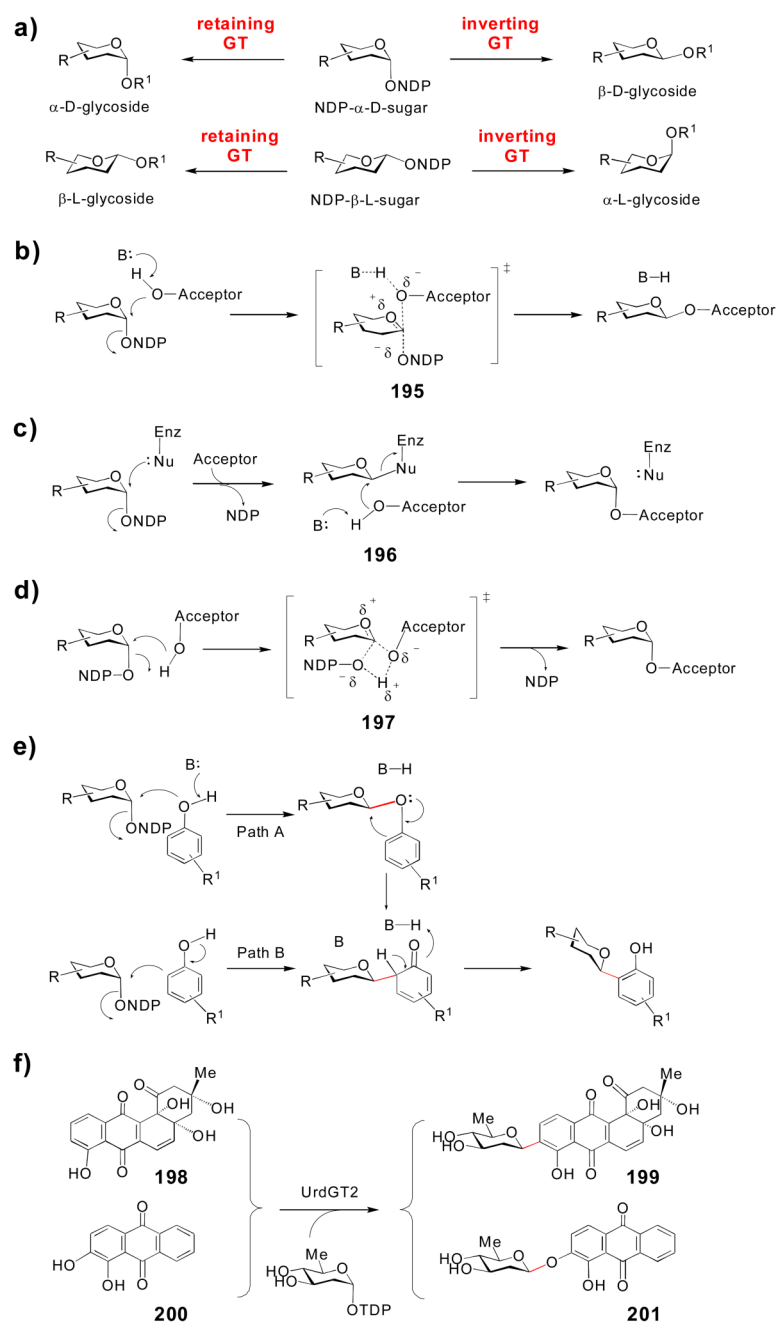 a)
retaining
GT
inverting
GT
R
O
OR¹
α-D-glycoside
R
O
ONDP
NDP-α-D-sugar
R
O
OR¹
β-D-glycoside
retaining
GT
inverting
GT
R
O
OR¹
β-L-glycoside
R
O
ONDP
NDP-β-L-sugar
OR¹
R
O
α-L-glycoside
b)
B:
H
O—Acceptor
R
O
ONDP
B H
δ⁻
O—Acceptor
⁺δ
O
R
⁻δ
ONDP
‡
195
B–H
R
O
O—Acceptor
c)
Enz
:Nu
R
O
ONDP
Acceptor
NDP
Enz
Nu
R
O
O—Acceptor
B:
H
196
Enz
:Nu
R
O
O—Acceptor
d)
Acceptor
R
O
O
H
NDP–O
δ⁺
O
Acceptor
R
O
δ⁻
NDP–O
⁻δ
H
δ⁺
‡
197
NDP
R
O
O—Acceptor
e)
B:
R
O
ONDP
O
H
R¹
Path A
B–H
R
O
O:
R¹
R
O
ONDP
O
H
R¹
Path B
B
B–H
R
O
H
O
R¹
R
O
OH
R¹
f)
O
Me
O
OH
OH
OH
HO
O
198
O
HO
OH
O
200
UrdGT2
Me
HO
HO
O
OTDP
O
Me
O
OH
OH
OH
Me
HO
HO
O
OH
O
199
O
Me
HO
HO
O
O
OH
O
201